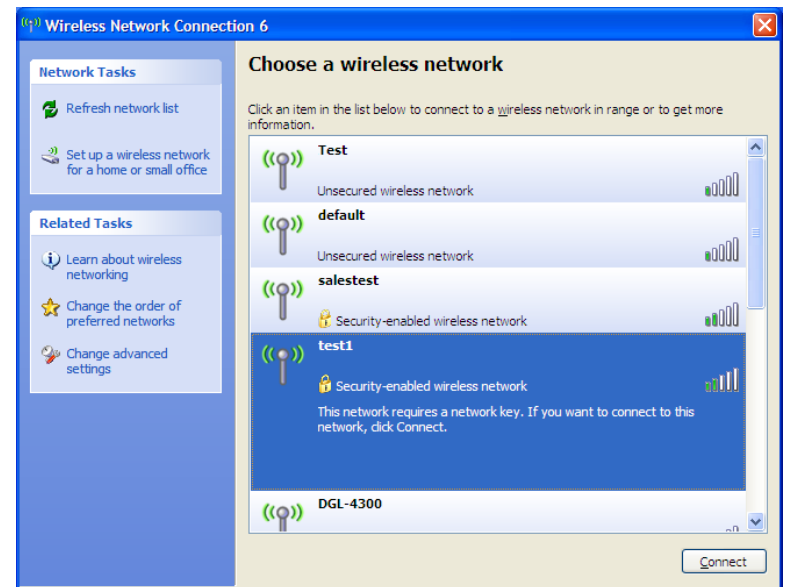 Wireless Network Connection 6
Network Tasks
Refresh network list
Set up a wireless network
for a home or small office
Related Tasks
Learn about wireless
networking
Change the order of
preferred networks
Change advanced
settings
Choose a wireless network
Click an item in the list below to connect to a wireless network in range or to get more
information.
Test
Unsecured wireless network
default
Unsecured wireless network
salestest
Security-enabled wireless network
test1
Security-enabled wireless network
This network requires a network key. If you want to connect to this
network, click Connect.
DGL-4300
Connect